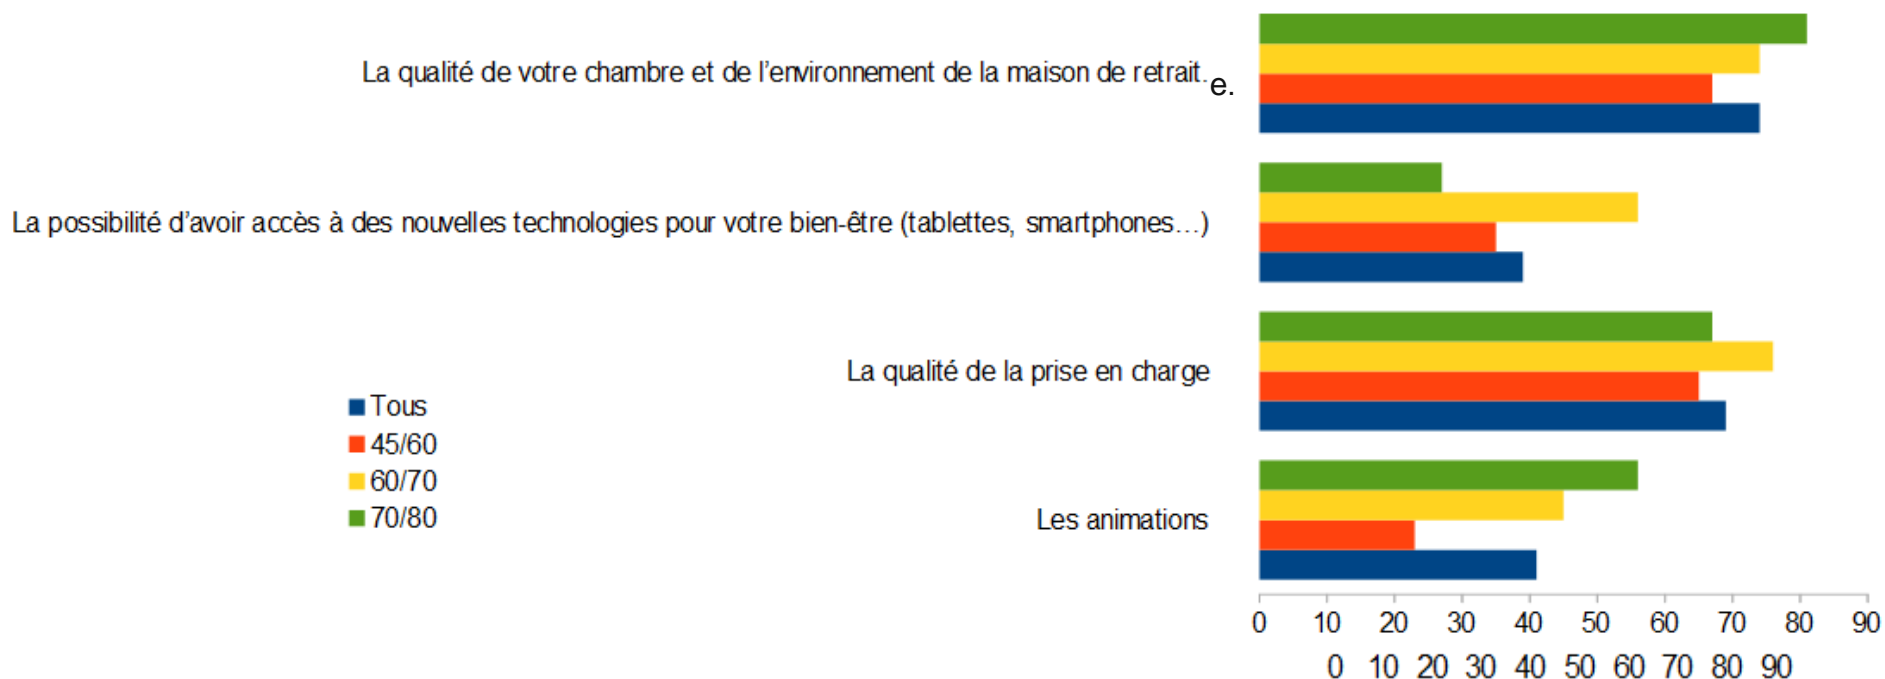 La qualité de votre chambre et de l'environnement de la maison de retrait.e.
La possibilité d'avoir accès à des nouvelles technologies pour votre bien-être (tablettes, smartphones…)
La qualité de la prise en charge
Tous
45/60
60/70
70/80
Les animations
0 10 20 30 40 50 60 70 80 90
0 10 20 30 40 50 60 70 80 90